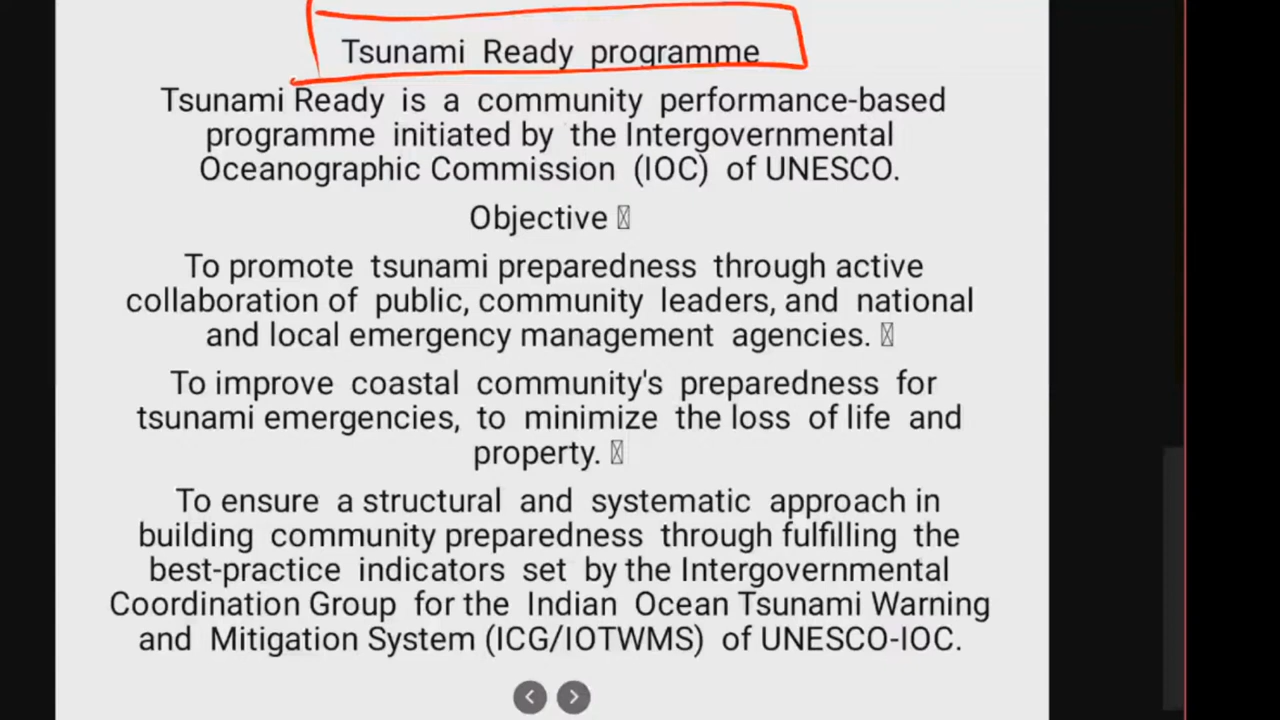 Tsunami Ready programme
Tsunami Ready is a community performance-based
programme initiated by the Intergovernmental
Oceanographic Commission (IOC) of UNESCO.
Objective
To promote tsunami preparedness through active
collaboration of public, community leaders, and national
and local emergency management agencies.
To improve coastal community's preparedness for
tsunami emergencies, to minimize the loss of life and
property.
To ensure a structural and systematic approach in
building community preparedness through fulfilling the
best-practice indicators set by the Intergovernmental
Coordination Group for the Indian Ocean Tsunami Warning
and Mitigation System (ICG/IOTWMS) of UNESCO-IOC.